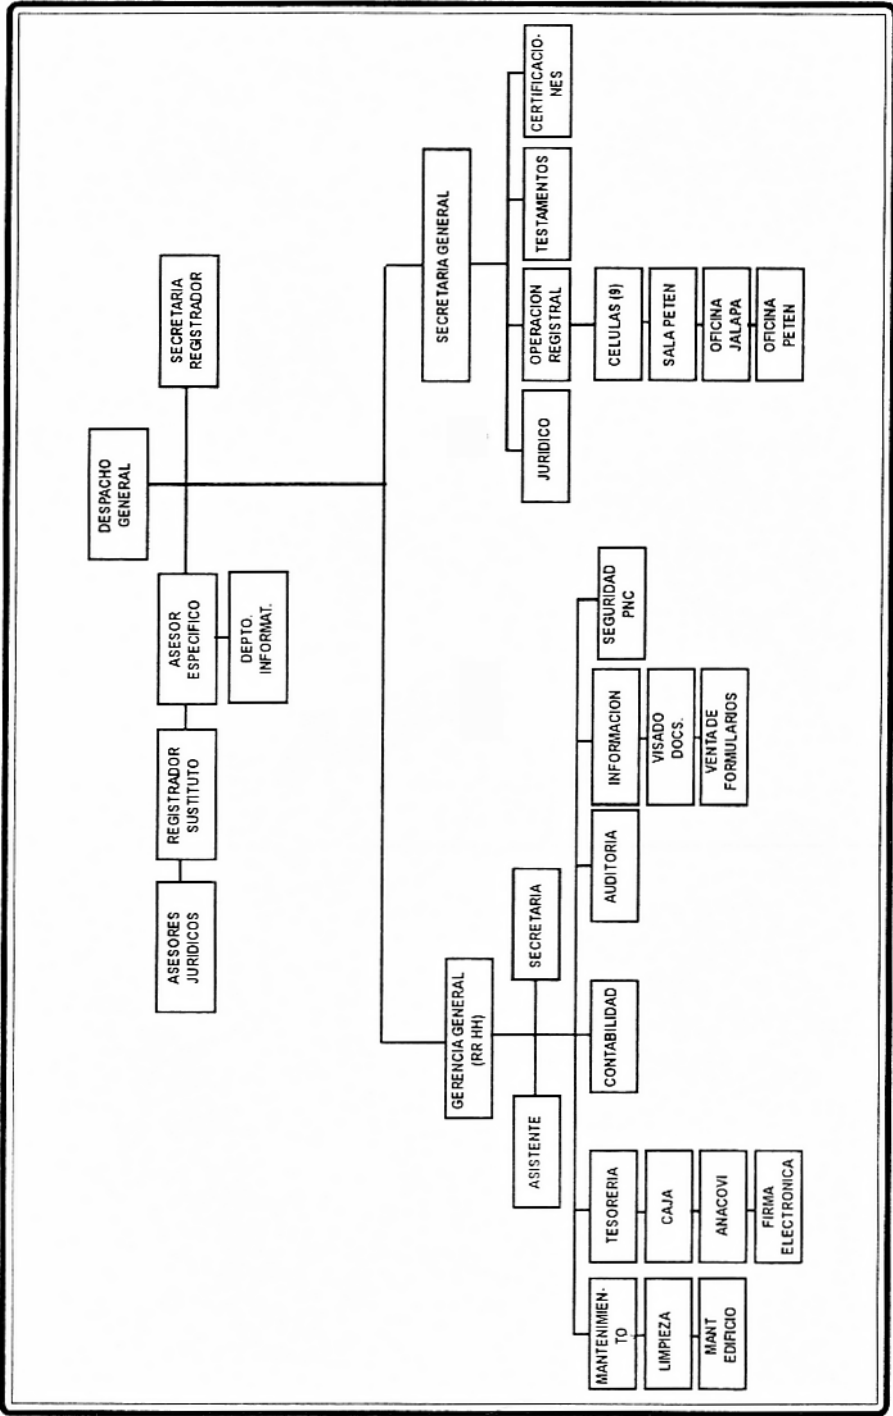 DESPACHO
GENERAL
ASESORES
JURIDICOS
REGISTRADOR
SUSTITUTO
ASESOR
ESPECIFICO
SECRETARIA
REGISTRADOR
DEPTO.
INFORMAT.
GERENCIA GENERAL
(RR HH)
ASISTENTE
SECRETARIA
MANTENIMIEN-
TO
LIMPIEZA
MANT
EDIFICIO
TESORERIA
CAJA
ANACOVI
FIRMA
ELECTRONICA
CONTABILIDAD
AUDITORIA
INFORMACION
VISADO
DOCS.
VENTA DE
FORMULARIOS
SEGURIDAD
PNC
SECRETARIA GENERAL
JURIDICO
OPERACION
REGISTRAL
CELULAS (9)
SALA PETEN
OFICINA
JALAPA
OFICINA
PETEN
TESTAMENTOS
CERTIFICACIO-
NES